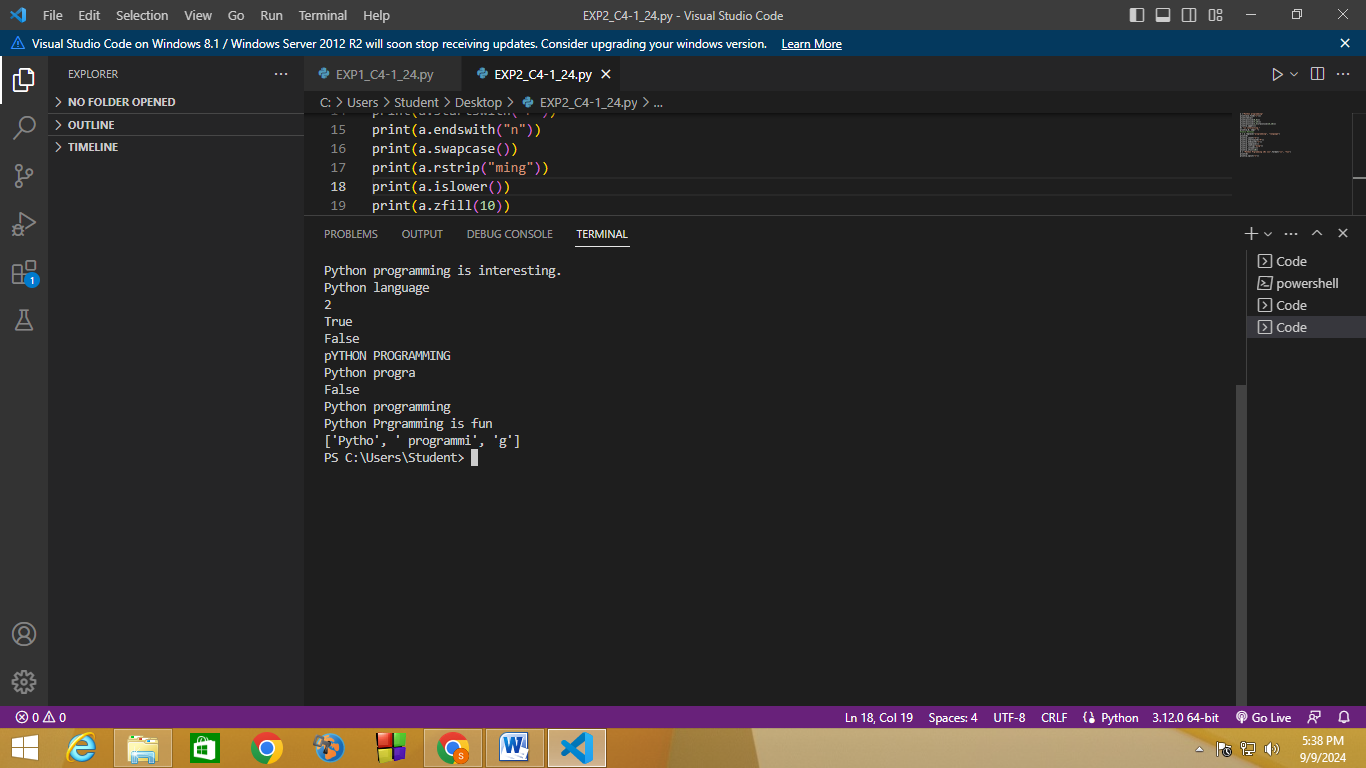 File Edit Selection View Go Run Terminal Help EXP2_C4-1_24.py - Visual Studio Code
Visual Studio Code on Windows 8.1 / Windows Server 2012 R2 will soon stop receiving updates. Consider upgrading your windows version. Learn More
EXPLORER
NO FOLDER OPENED
OUTLINE
TIMELINE
EXP1_C4-1_24.py EXP2_C4-1_24.py
C: > Users > Student > Desktop > EXP2_C4-1_24.py > ...
15 print(a.endswith("n"))
16 print(a.swapcase())
17 print(a.rstrip("ming"))
18 print(a.islower())
19 print(a.zfill(10))
PROBLEMS OUTPUT DEBUG CONSOLE TERMINAL
Python programming is interesting.
Python language
2
True
False
pYTHON PROGRAMMING
Python progra
False
Python programming
Python Prgramming is fun
['Pytho', ' programmi', 'g']
PS C:\Users\Student>
Code
powershell
Code
Code
1
0 0 Ln 18, Col 19 Spaces: 4 UTF-8 CRLF Python 3.12.0 64-bit Go Live
5:38 PM
9/9/2024